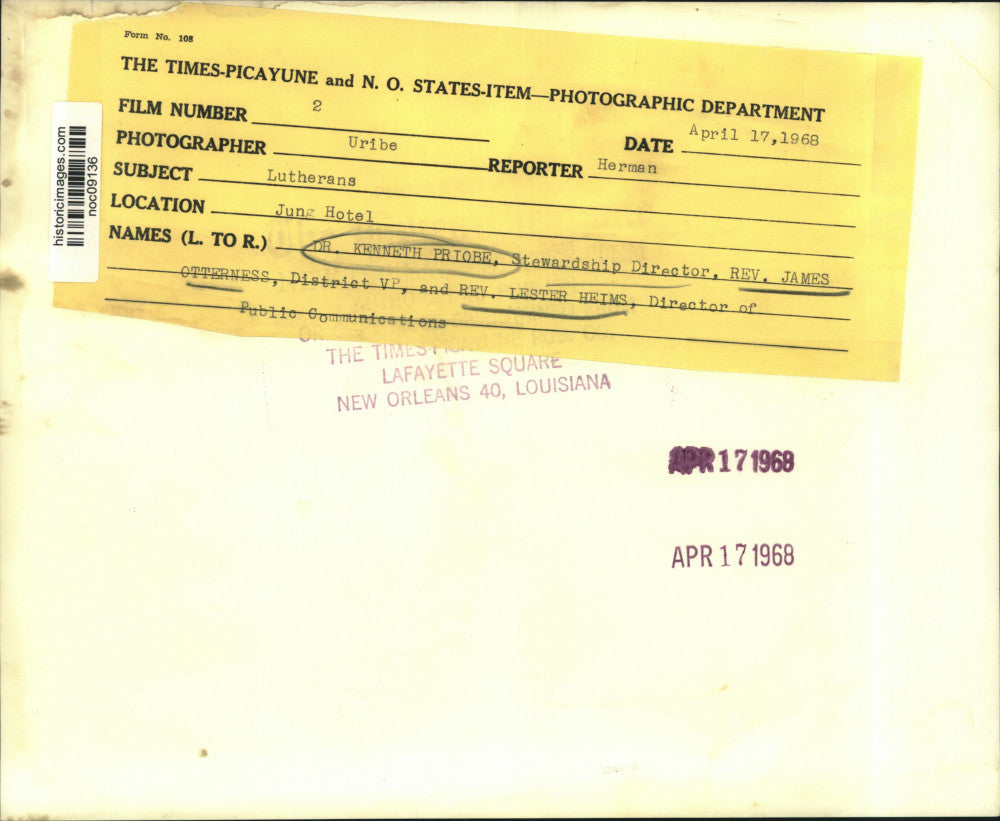 Form No. 108
THE TIMES-PICAYUNE and N. O. STATES-ITEM—PHOTOGRAPHIC DEPARTMENT
FILM NUMBER 2
DATE April 17,1968
PHOTOGRAPHER Uribe
REPORTER Herman
SUBJECT Lutherans
LOCATION Jung Hotel
NAMES (L. TO R.) DR. KENNETH PRIOBE, Stewardship Director, REV. JAMES
OTTERNESS, District VP, and REV. LESTER HEIMS, Director of
Public Communications
historicimages.com
noc09136
THE TIMES-PICAYUNE
LAFAYETTE SQUARE
NEW ORLEANS 40, LOUISIANA
APR 17 1968
APR 17 1968